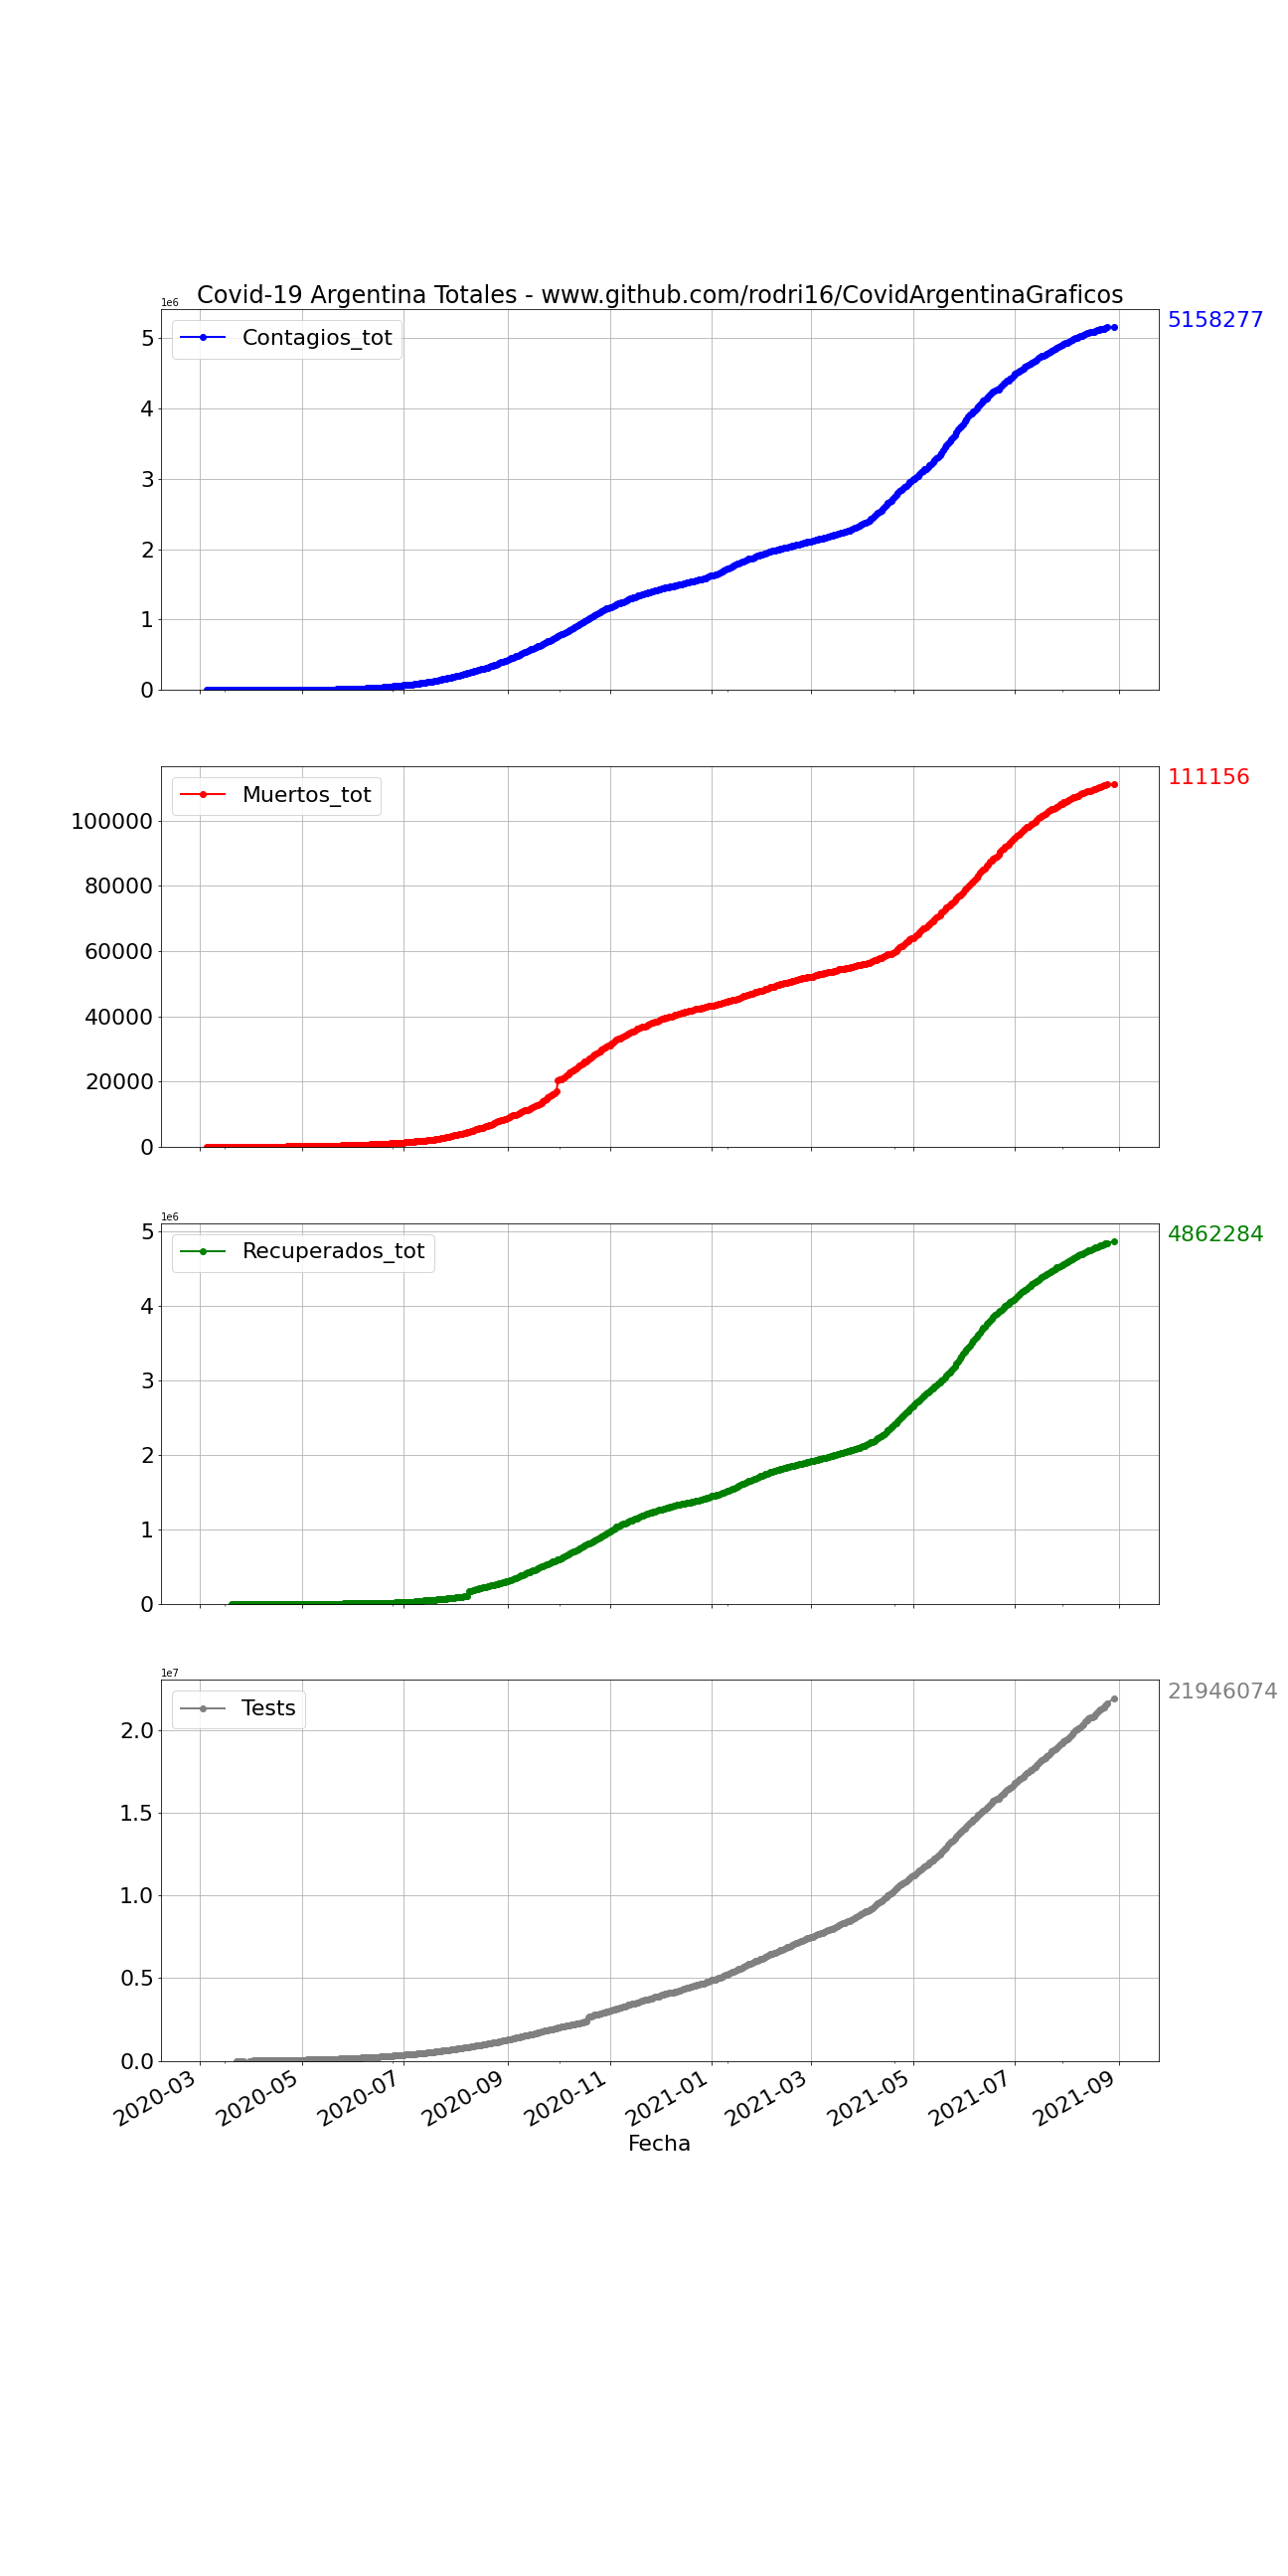 Covid-19 Argentina Totales - www.github.com/rodri16/CovidArgentinaGraficos
1e6
5158277
Contagios_tot
5
4
3
2
1
0
111156
Muertos_tot
100000
80000
60000
40000
20000
0
1e6
4862284
Recuperados_tot
5
4
3
2
1
0
1e7
21946074
Tests
2.0
1.5
1.0
0.5
0.0
2020-03 2020-05 2020-07 2020-09 2020-11 2021-01 2021-03 2021-05 2021-07 2021-09
Fecha